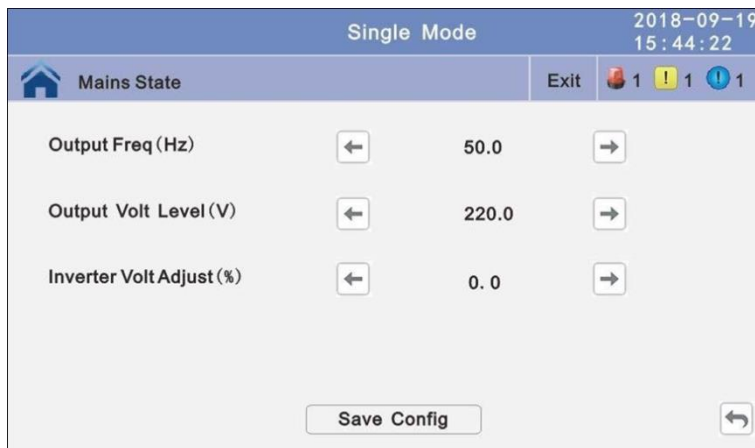 Single Mode
2018-09-19
15:44:22
Mains State
Exit
1
! 1
! 1
Output Freq(Hz)
50.0
Output Volt Level(V)
220.0
Inverter Volt Adjust(%)
0.0
Save Config